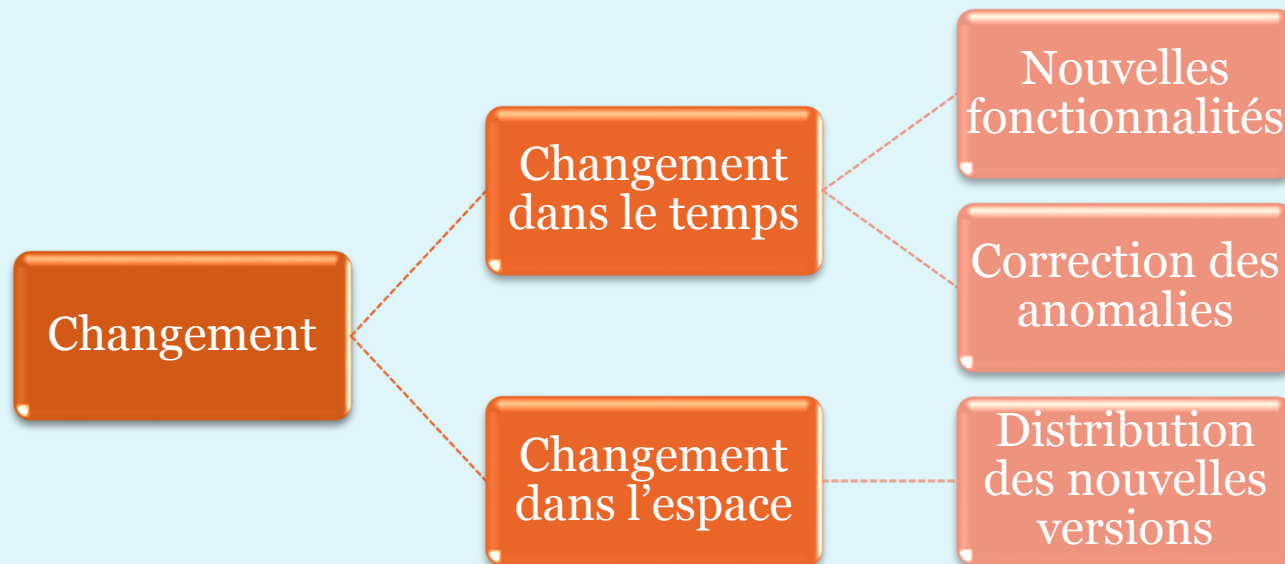 Changement
Changement
dans le temps
Nouvelles
fonctionnalités
Correction des
anomalies
Changement
dans l’espace
Distribution
des nouvelles
versions